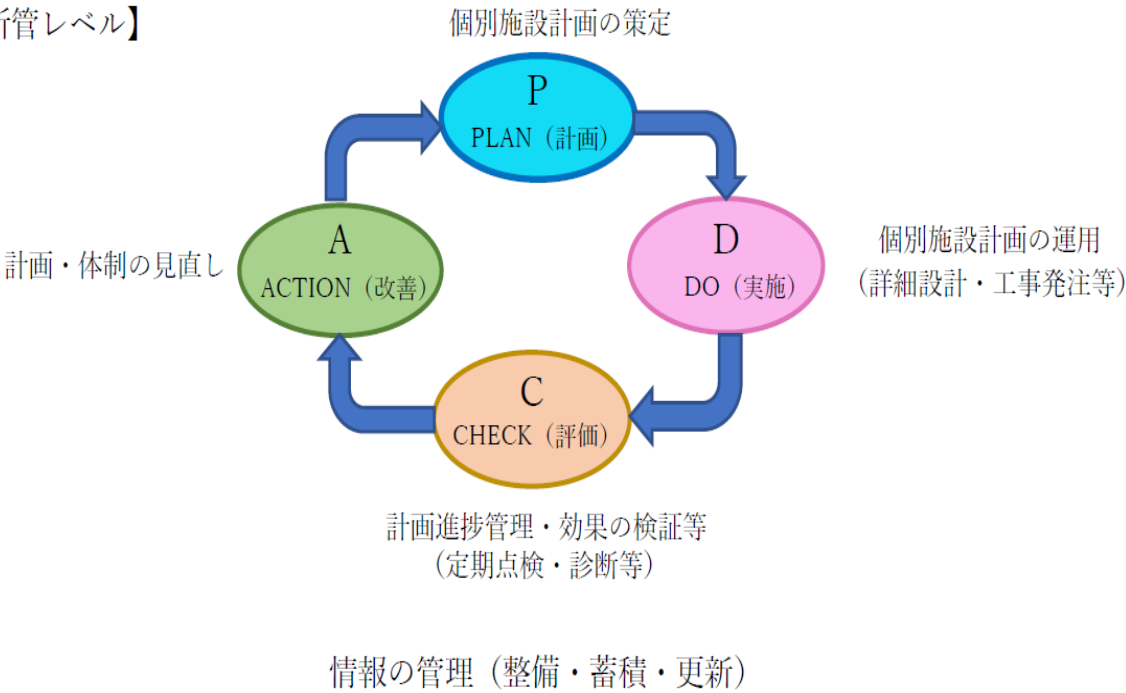 管レベル】
個別施設計画の策定
P
PLAN（計画）
D
DO（実施）
個別施設計画の運用
（詳細設計・工事発注等）
C
CHECK（評価）
計画進捗管理・効果の検証等
（定期点検・診断等）
A
ACTION（改善）
計画・体制の見直し
情報の管理（整備・蓄積・更新）